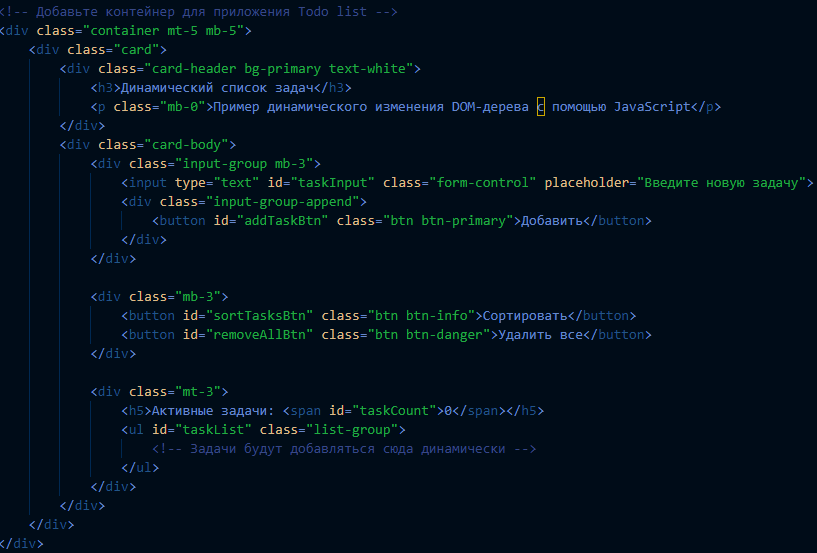 <!-- Добавьте контейнер для приложения Todo list -->
<div class="container mt-5 mb-5">
    <div class="card">
        <div class="card-header bg-primary text-white">
            <h3>Динамический список задач</h3>
            <p class="mb-0">Пример динамического изменения DOM-дерева с помощью JavaScript</p>
        </div>
        <div class="card-body">
            <div class="input-group mb-3">
                <input type="text" id="taskInput" class="form-control" placeholder="Введите новую задачу">
                <div class="input-group-append">
                    <button id="addTaskBtn" class="btn btn-primary">Добавить</button>
                </div>
            </div>

            <div class="mb-3">
                <button id="sortTasksBtn" class="btn btn-info">Сортировать</button>
                <button id="removeAllBtn" class="btn btn-danger">Удалить все</button>
            </div>

            <div class="mt-3">
                <h5>Активные задачи: <span id="taskCount">0</span></h5>
                <ul id="taskList" class="list-group">
                    <!-- Задачи будут добавляться сюда динамически -->
                </ul>
            </div>
        </div>
    </div>
</div>